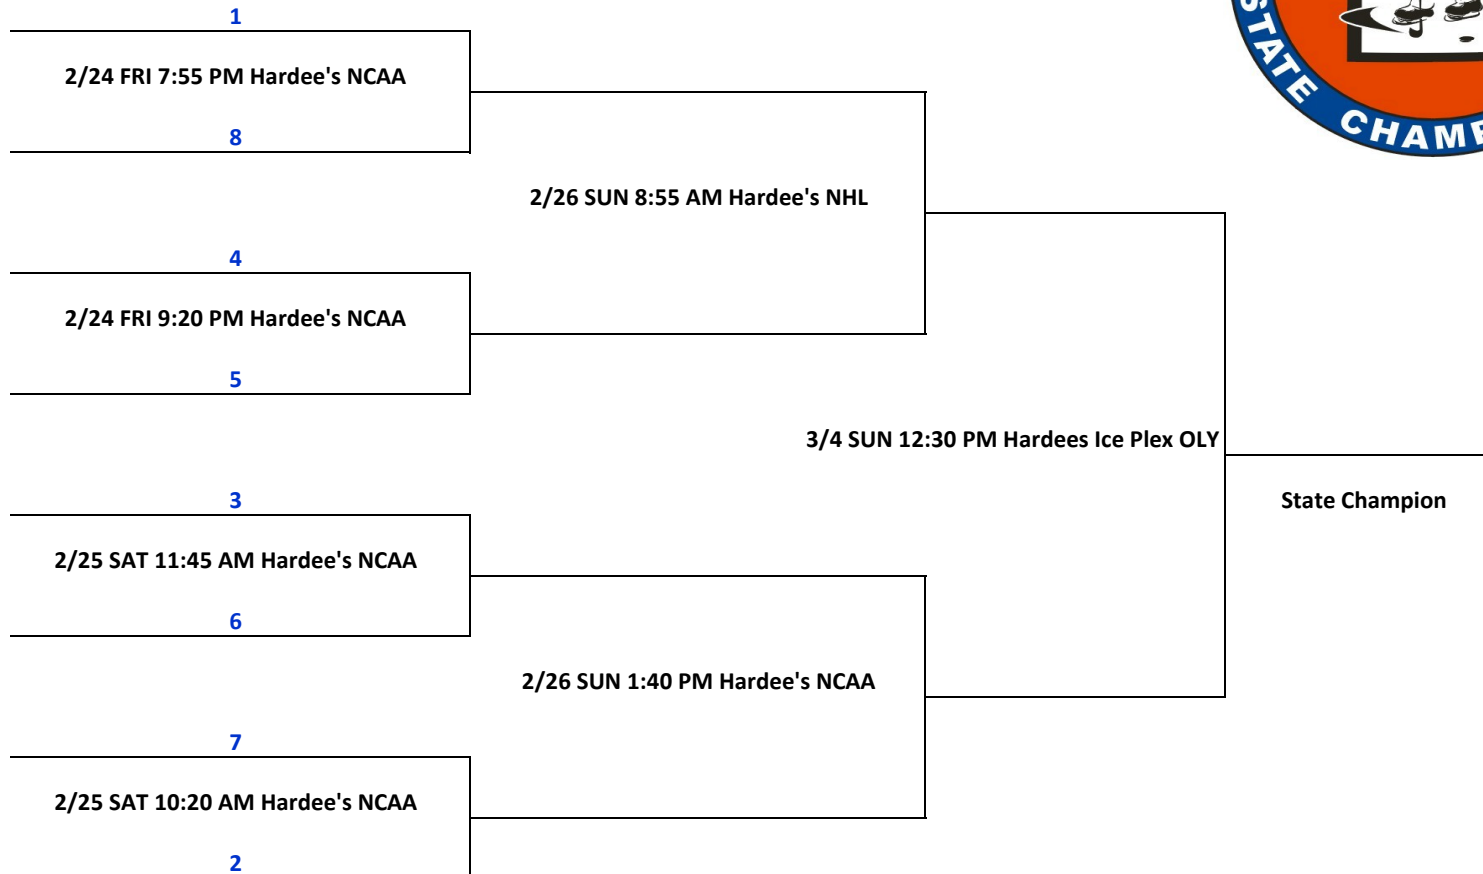 1
2/24 FRI 7:55 PM Hardee's NCAA
8
2/26 SUN 8:55 AM Hardee's NHL
4
2/24 FRI 9:20 PM Hardee's NCAA
5
3/4 SUN 12:30 PM Hardees Ice Plex OLY
3
State Champion
2/25 SAT 11:45 AM Hardee's NCAA
6
2/26 SUN 1:40 PM Hardee's NCAA
7
2/25 SAT 10:20 AM Hardee's NCAA
2
STATE